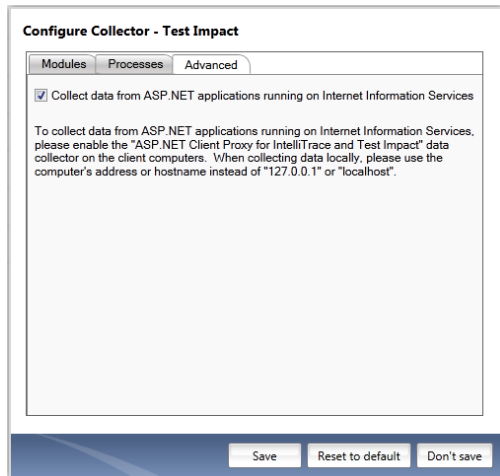 Configure Collector - Test Impact
Modules Processes Advanced
Collect data from ASP.NET applications running on Internet Information Services
To collect data from ASP.NET applications running on Internet Information Services,
please enable the "ASP.NET Client Proxy for IntelliTrace and Test Impact" data
collector on the client computers. When collecting data locally, please use the
computer's address or hostname instead of "127.0.0.1" or "localhost".
Save Reset to default Don't save